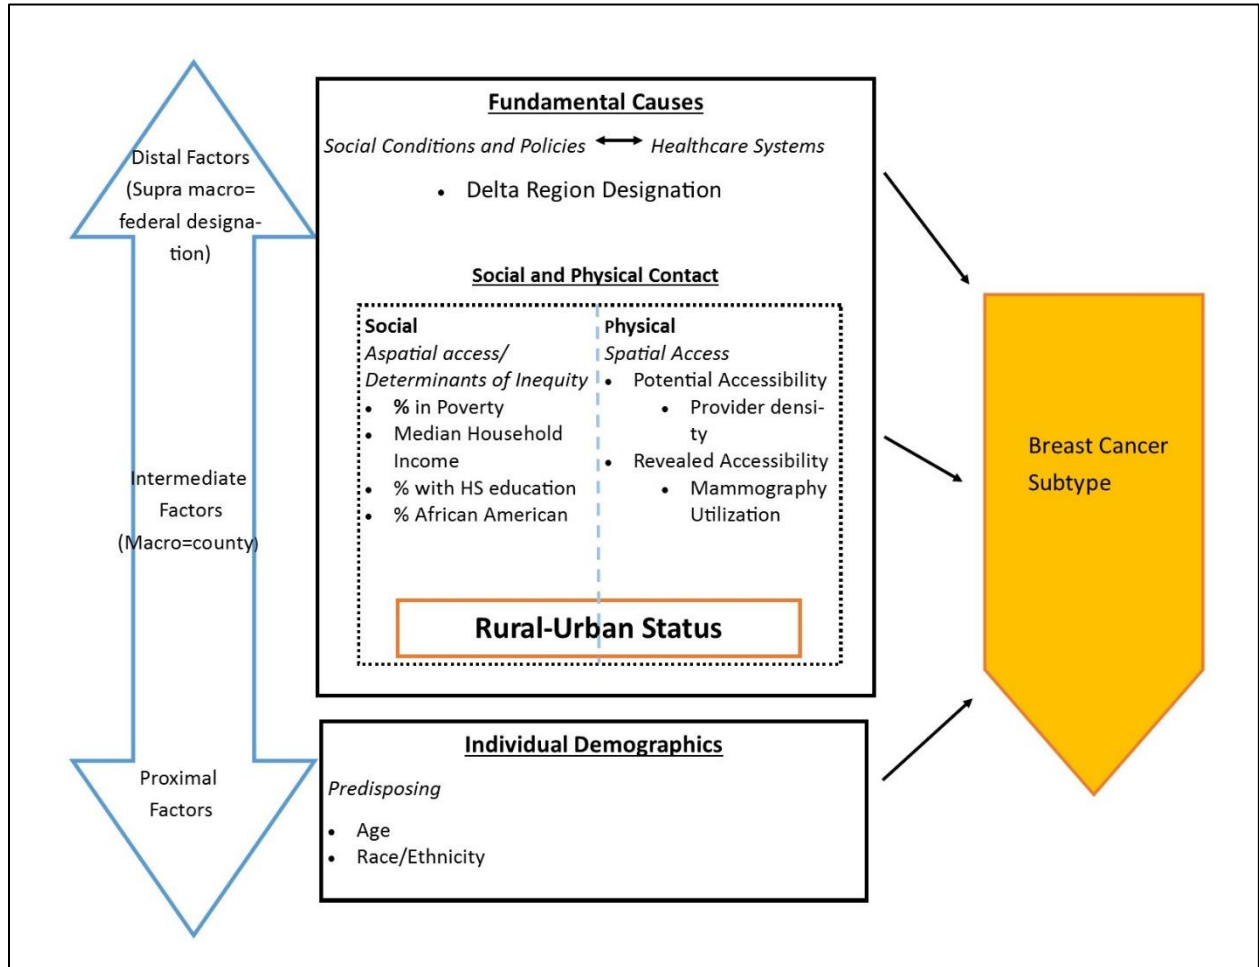 Distal Factors
(Supra macro=
federal designa-
tion)
Intermediate
Factors
(Macro=county)
Proximal
Factors
Fundamental Causes
Social Conditions and Policies Healthcare Systems
• Delta Region Designation
Social and Physical Contact
Social
Aspatial access/
Determinants of Inequity
• % in Poverty
• Median Household
Income
• % with HS education
• % African American
Physical
Spatial Access
• Potential Accessibility
• Provider densi-
ty
• Revealed Accessibility
• Mammography
Utilization
Rural-Urban Status
Individual Demographics
Predisposing
• Age
• Race/Ethnicity
Breast Cancer
Subtype